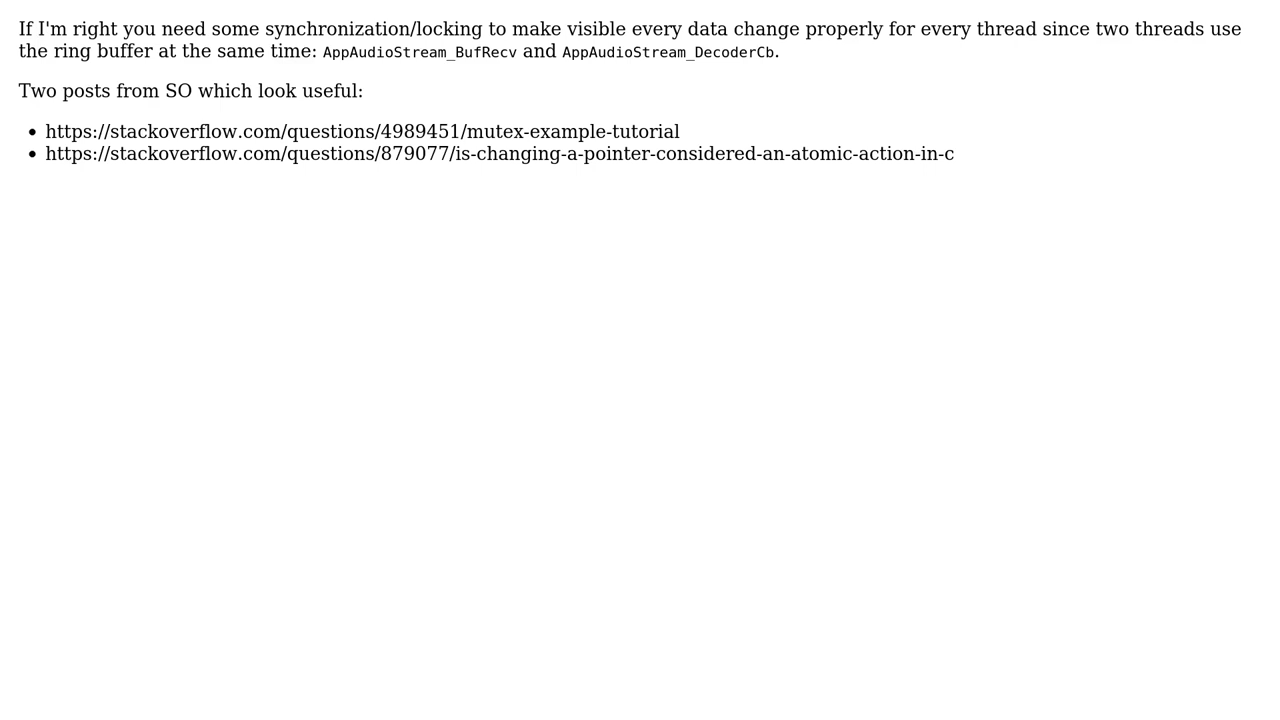 If I'm right you need some synchronization/locking to make visible every data change properly for every thread since two threads use
the ring buffer at the same time: AppAudioStream_BufRecv and AppAudioStream_DecoderCb.
Two posts from SO which look useful:
• https://stackoverflow.com/questions/4989451/mutex-example-tutorial
• https://stackoverflow.com/questions/879077/is-changing-a-pointer-considered-an-atomic-action-in-c